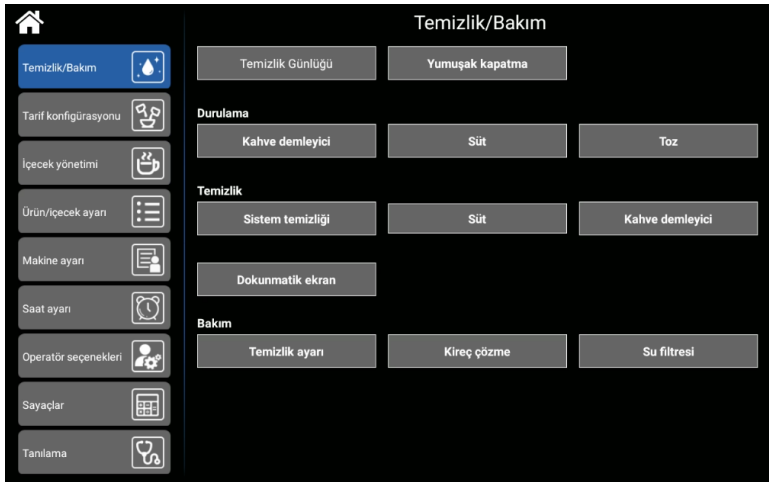 Temizlik/Bakım
Temizlik/Bakım
Tarif konfigürasyonu
İçecek yönetimi
Ürün/içecek ayarı
Makine ayarı
Saat ayarı
Operatör seçenekleri
Sayaçlar
Tanılama
Temizlik Günlüğü
Yumuşak kapatma
Durulama
Kahve demleyici
Süt
Toz
Temizlik
Sistem temizliği
Süt
Kahve demleyici
Dokunmatik ekran
Bakım
Temizlik ayarı
Kireç çözme
Su filtresi